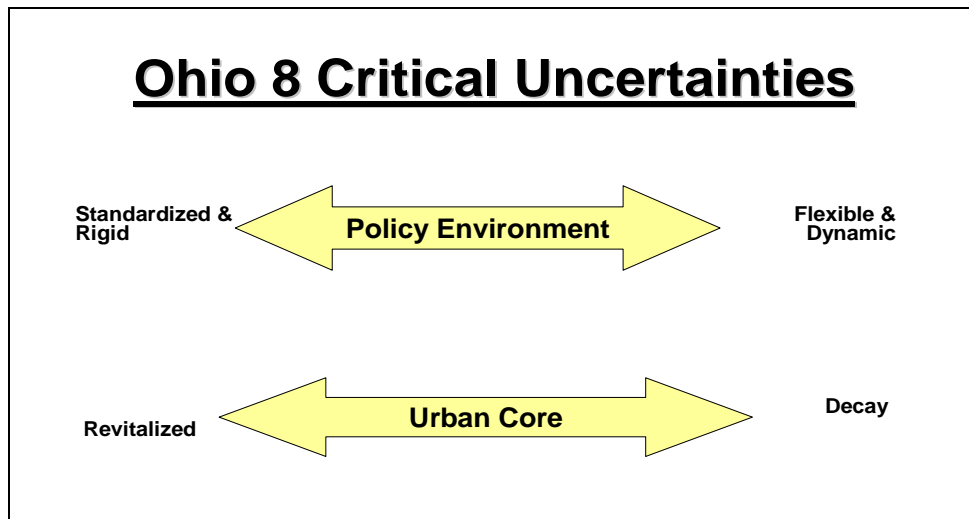 Ohio 8 Critical Uncertainties
Standardized &
Rigid
Policy Environment
Flexible &
Dynamic
Revitalized
Urban Core
Decay